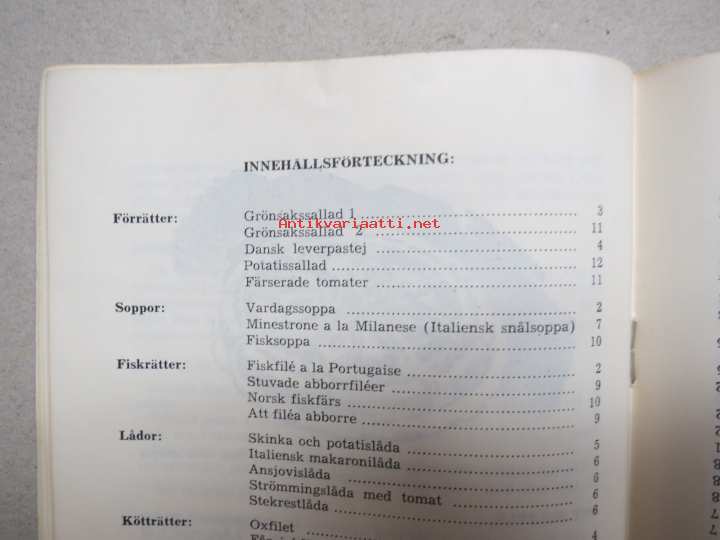 INNEHÅLLSFÖRTECKNING:
Förrätter: Grönsakssallad 1 3
Antikvariaatti.net
Grönsakssallad 2 11
Dansk leverpastej 4
Potatissallad 12
Färserade tomater 11
Soppor: Vardagssoppa 2
Minestrone a la Milanese (Italiensk snålsoppa) 7
Fisksoppa 10
Fiskrätter: Fiskfilé a la Portugaise 2
Stuvade abborrfiléer 9
Norsk fiskfärs 10
Att filéa abborre 9
Lådor: Skinka och potatislåda 5
Italiensk makaronilåda 6
Ansjovislåda 6
Strömmingslåda med tomat 6
Stekrestlåda 6
Kötträtter: Oxfilet 4